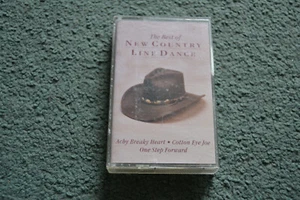 The Best of
NEW COUNTRY
LINE DANCE
Achy Breaky Heart • Cotton Eye Joe
One Step Forward